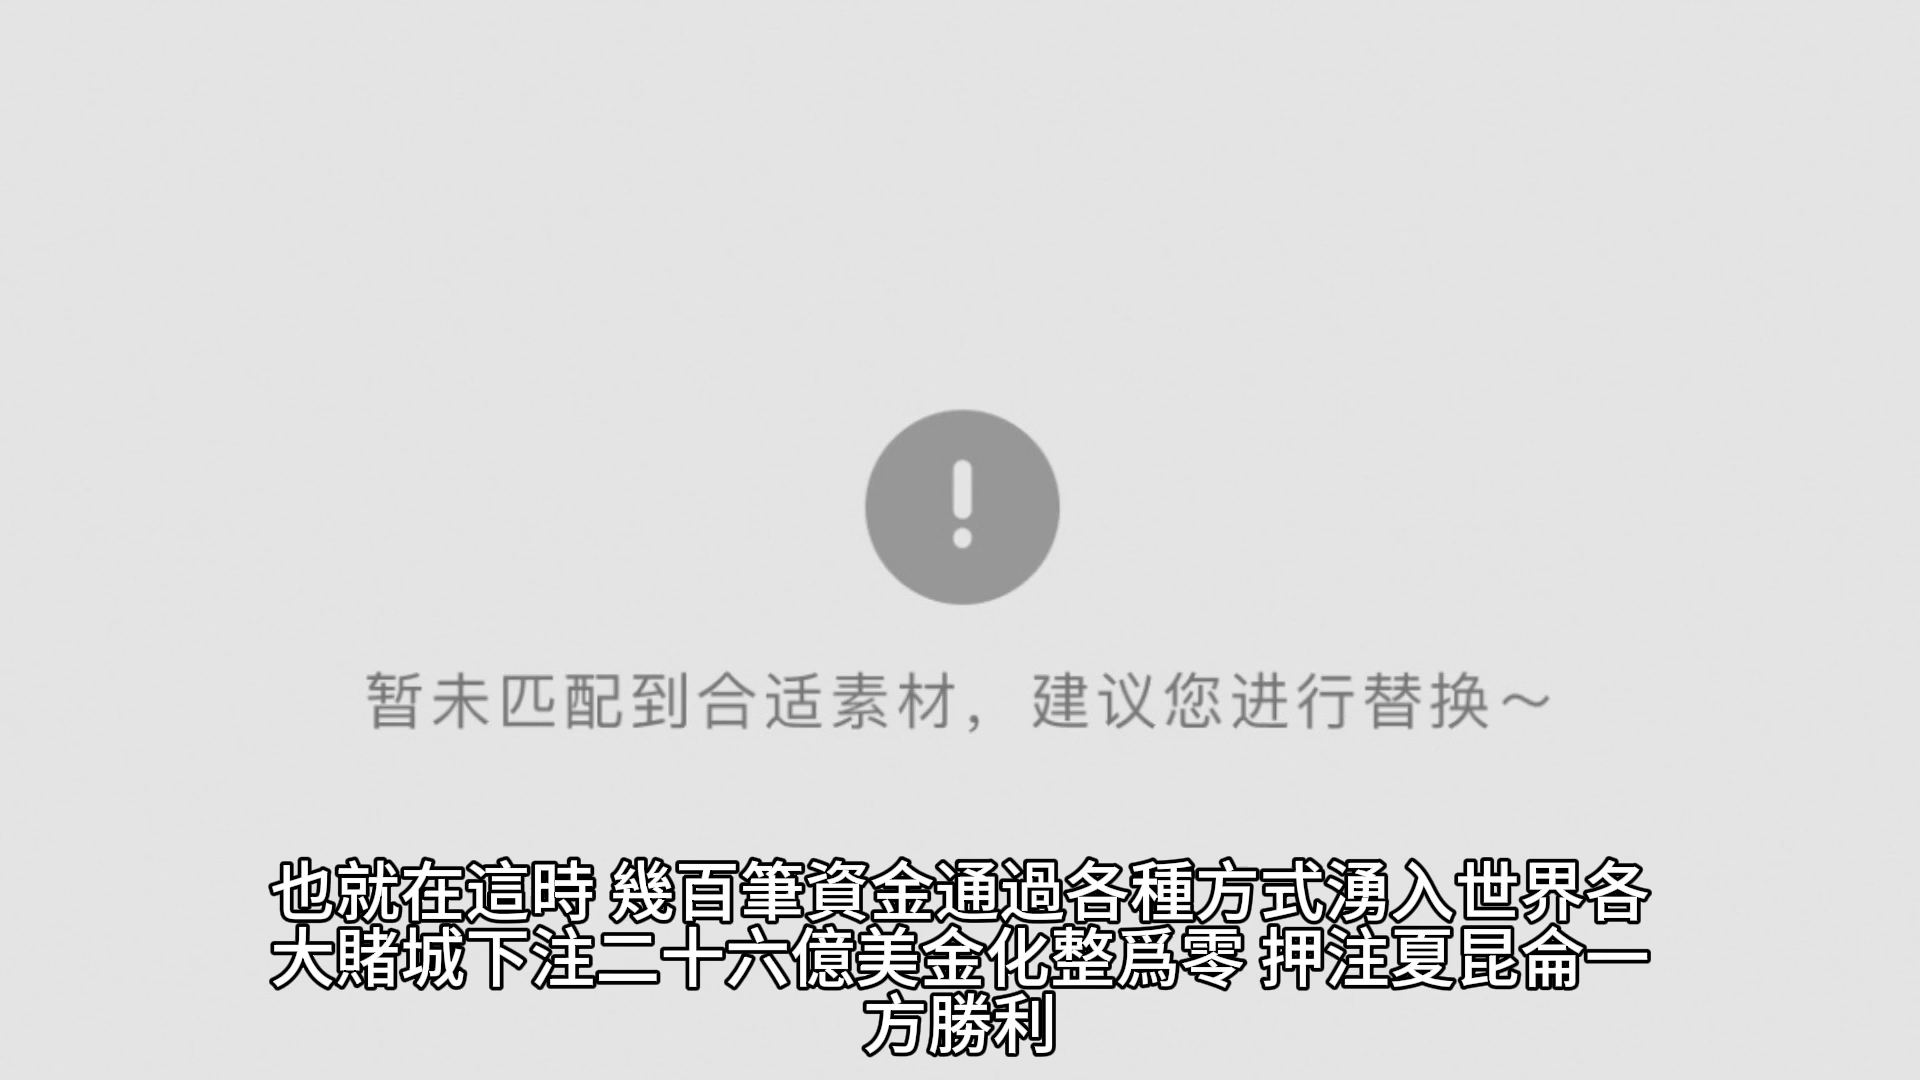 暂未匹配到合适素材，建议您进行替换～
也就在這時 幾百筆資金通過各種方式湧入世界各
大賭城下注二十六億美金化整爲零 押注夏昆侖一
方勝利